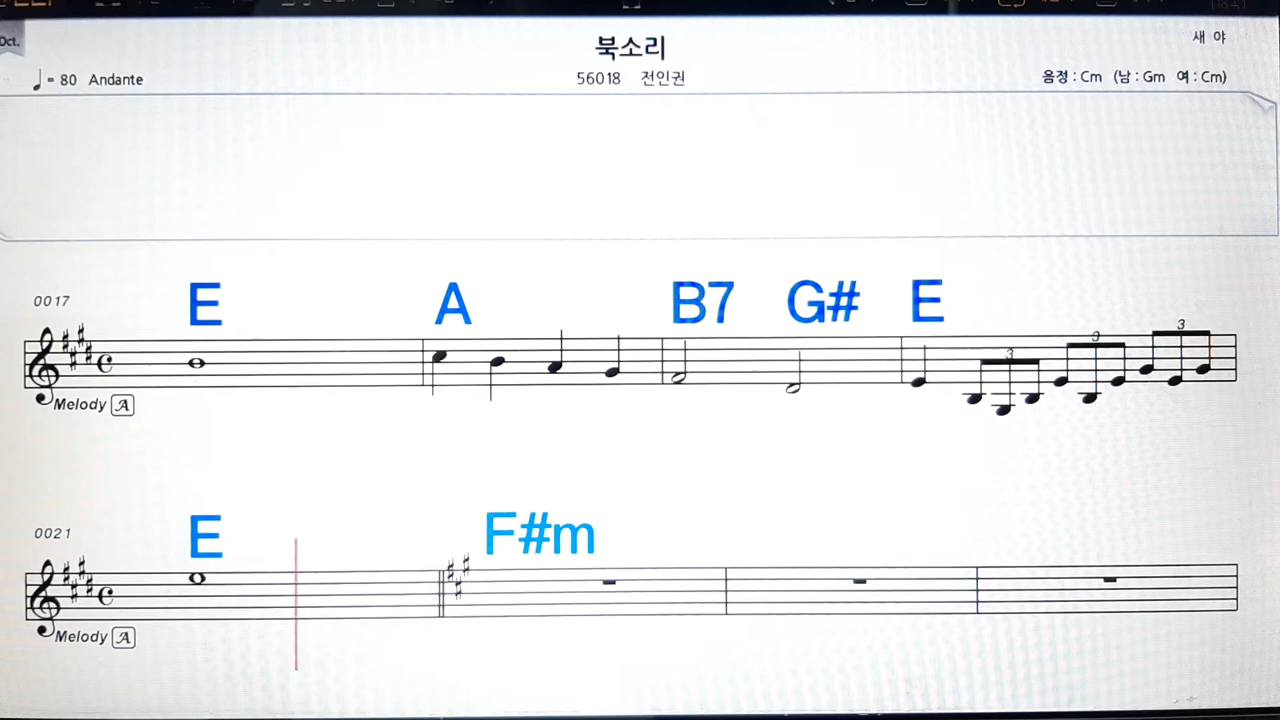 Oct.
북소리
새 야
♩= 80 Andante
56018 전인권
음정 : Cm (남 : Gm 여 : Cm)
0017
E A B7 G# E
3 3 3
Melody A
0021
E F#m
Melody A